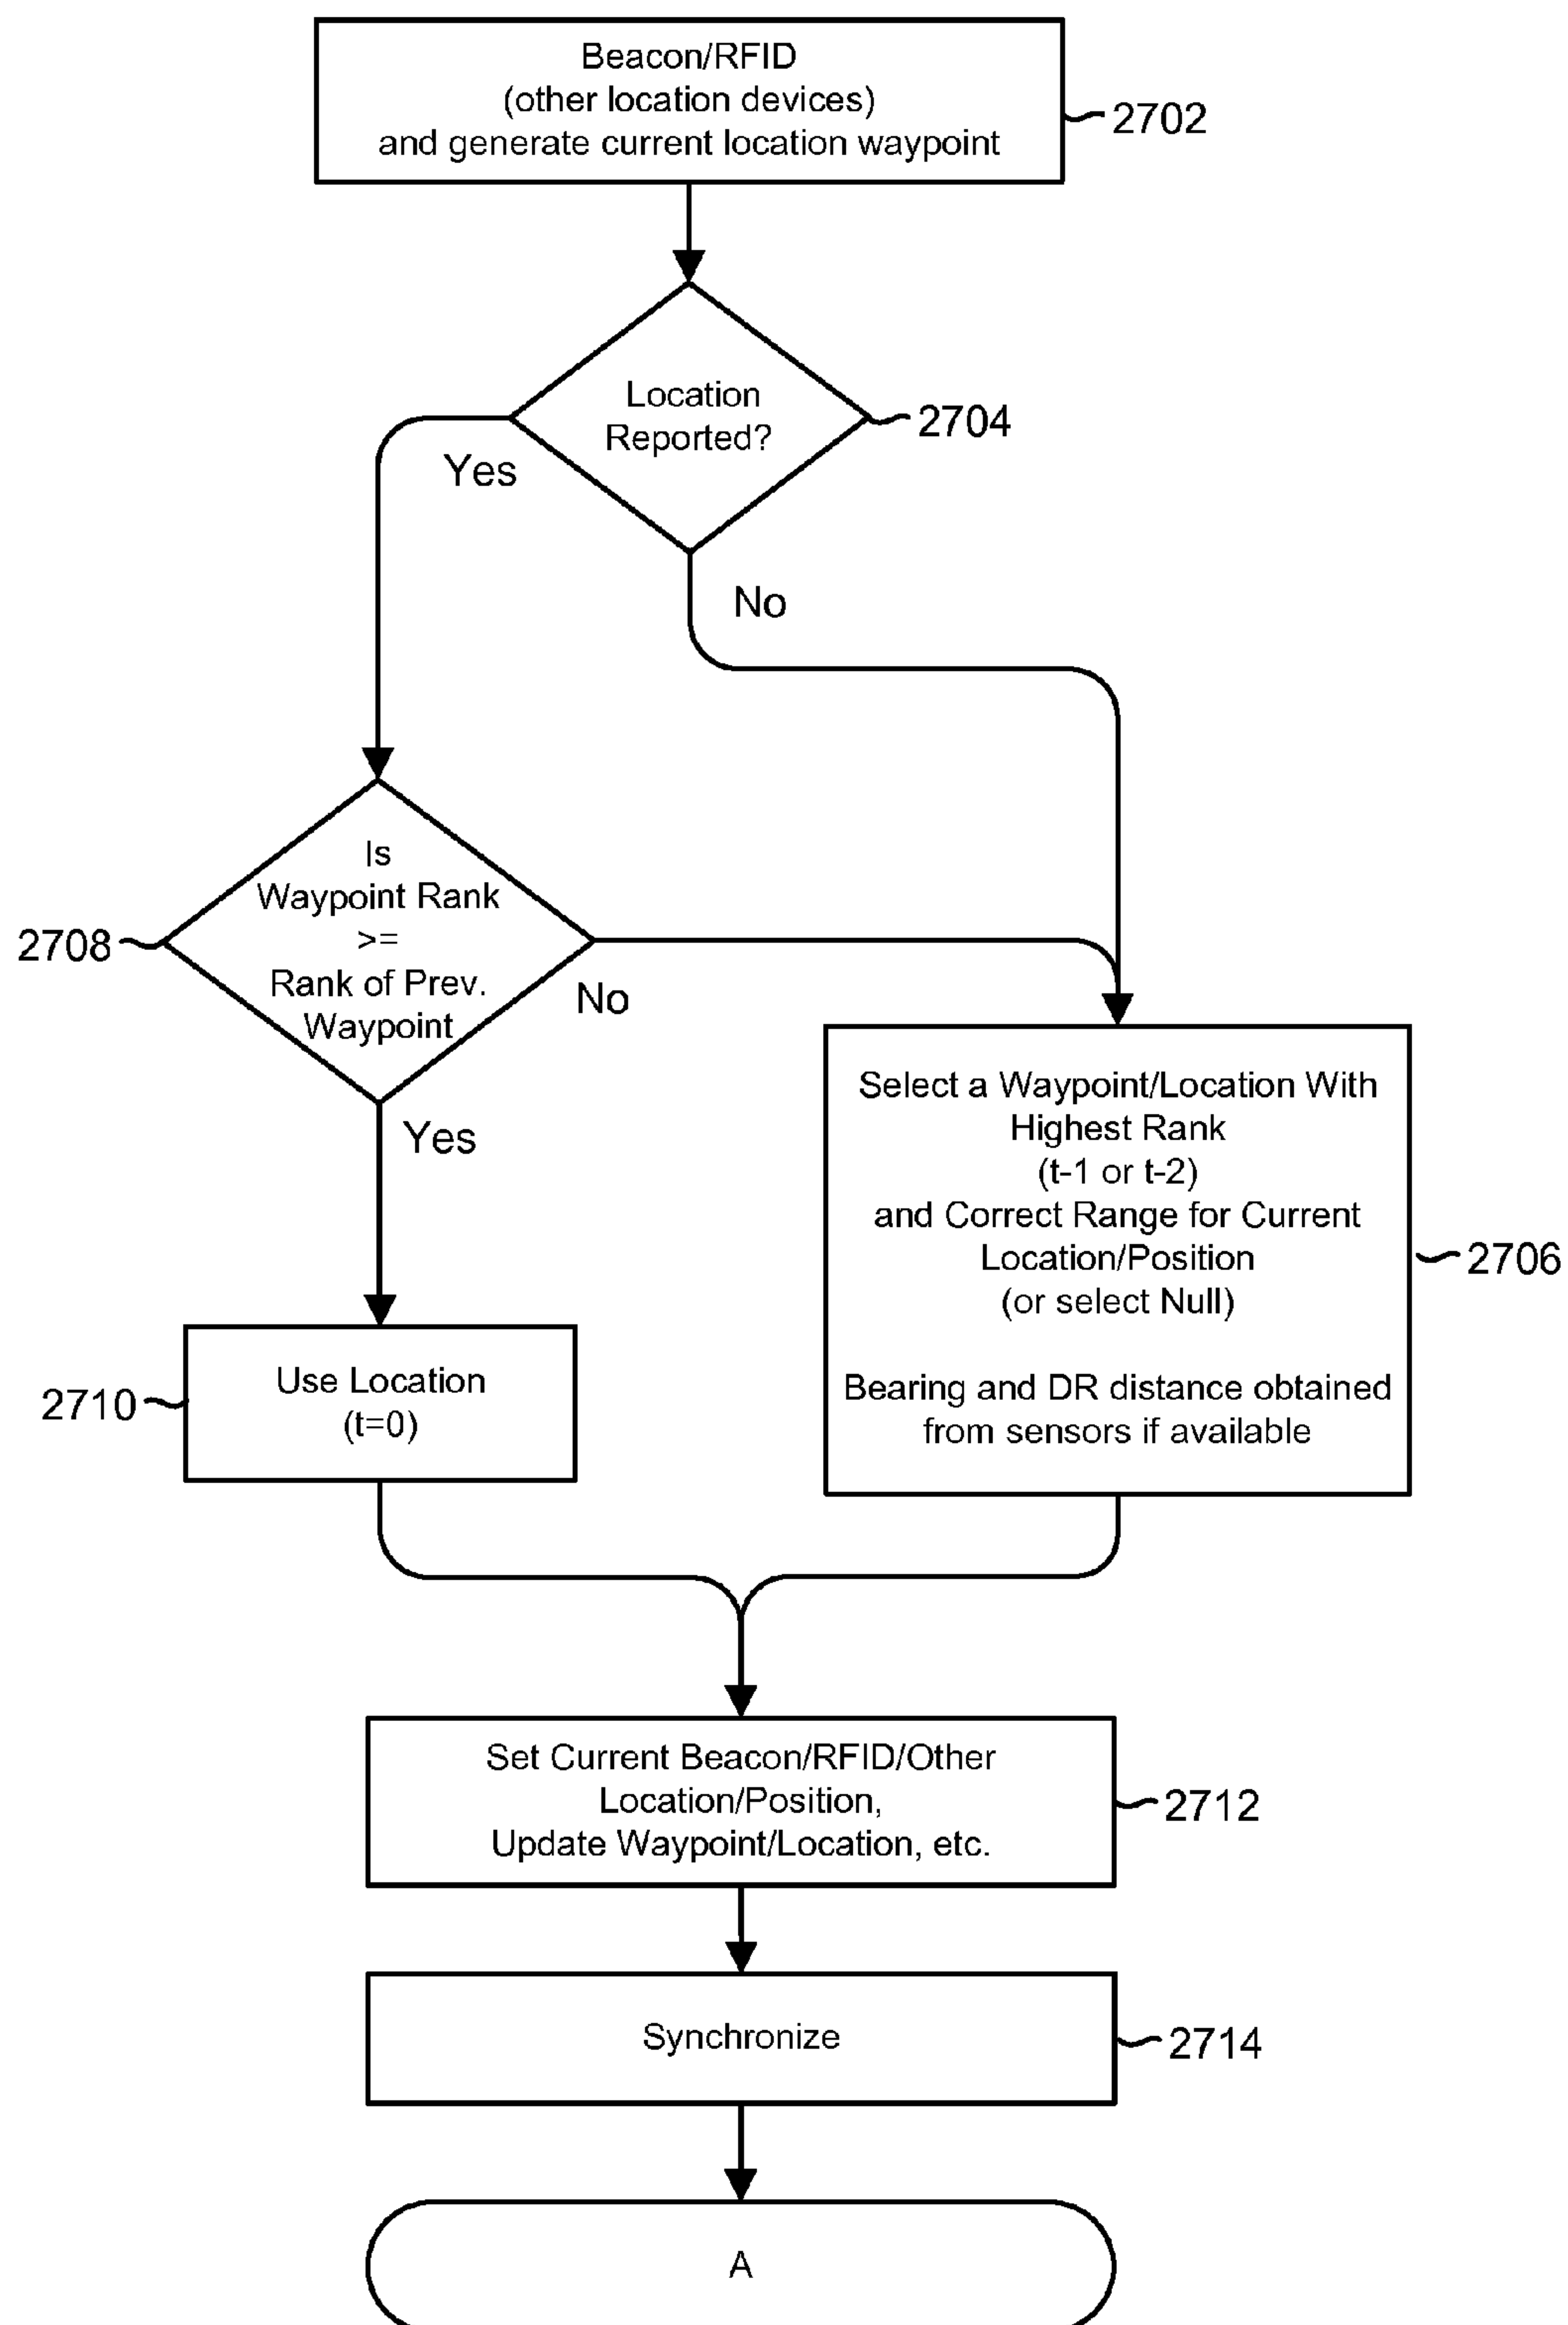 Beacon/RFID
(other location devices)
and generate current location waypoint
2702
Location
Reported?
2704
Yes
No
Is
Waypoint Rank
>=
Rank of Prev.
Waypoint
2708
No
Yes
Select a Waypoint/Location With
Highest Rank
(t-1 or t-2)
and Correct Range for Current
Location/Position
(or select Null)
Bearing and DR distance obtained
from sensors if available
2706
Use Location
(t=0)
2710
Set Current Beacon/RFID/Other
Location/Position,
Update Waypoint/Location, etc.
2712
Synchronize
2714
A